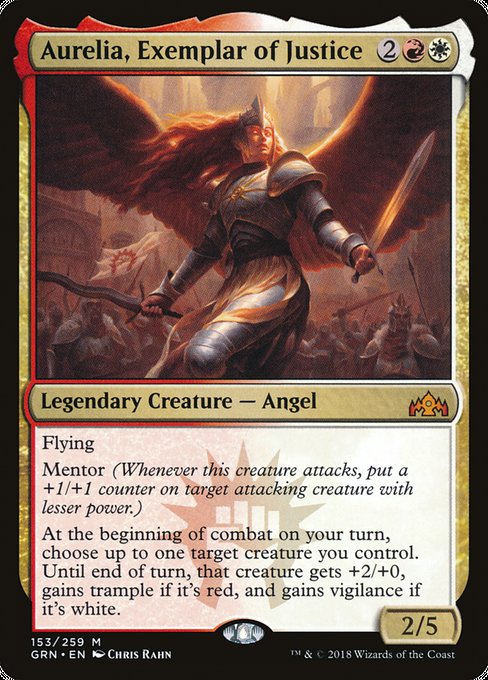 Aurelia, Exemplar of Justice 2
Legendary Creature — Angel
Flying
Mentor (Whenever this creature attacks, put a
+1/+1 counter on target attacking creature with
lesser power.)
At the beginning of combat on your turn,
choose up to one target creature you control.
Until end of turn, that creature gets +2/+0,
gains trample if it's red, and gains vigilance if
it's white.
2/5
153/259 M
GRN • EN Chris Rahn
™ & © 2018 Wizards of the Coast